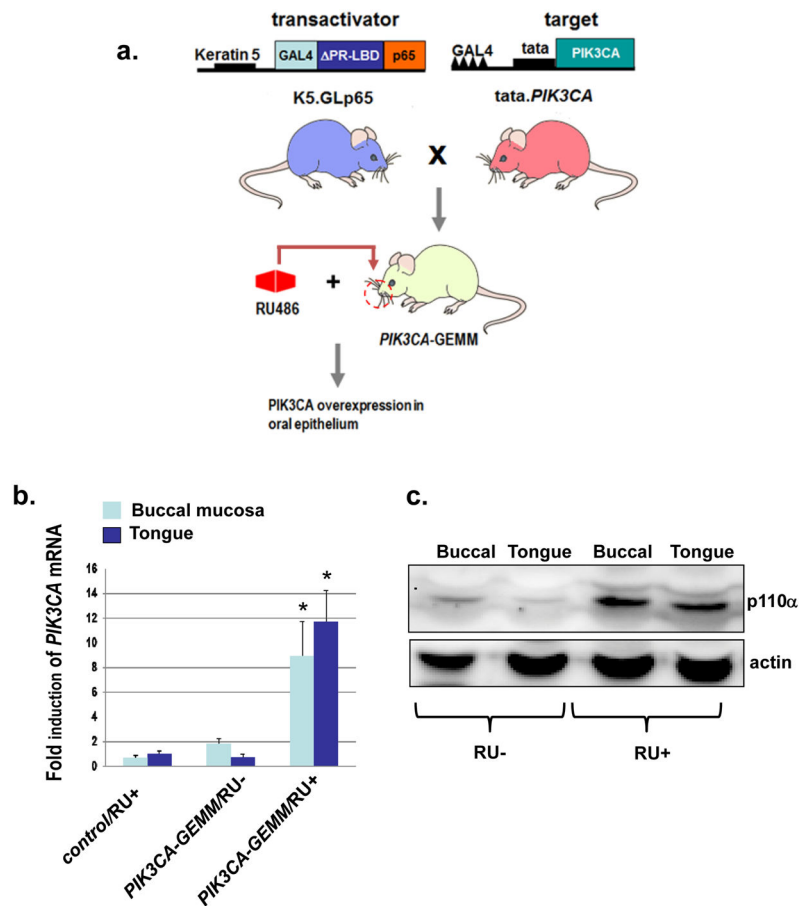 transactivator
target
a.
Keratin 5
GAL4
ΔPR-LBD
p65
GAL4
tata
PIK3CA
K5.GLp65
tata.PIK3CA
X
RU486
+
PIK3CA-GEMM
PIK3CA overexpression in
oral epithelium
b.
Buccal mucosa
Tongue
Fold induction of PIK3CA mRNA
16
14
12
10
8
6
4
2
0
*
*
control/RU+
PIK3CA-GEMM/RU-
PIK3CA-GEMM/RU+
c.
Buccal Tongue Buccal Tongue
p110α
actin
RU-
RU+